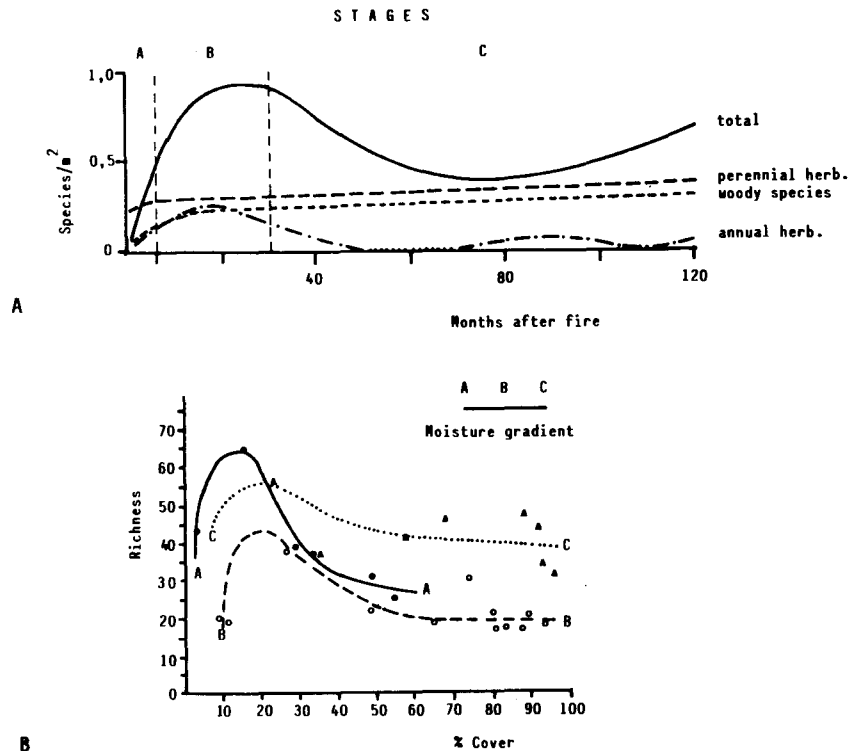 S T A G E S
A B C
1,0
0,5
0
Species/m²
total
perennial herb.
woody species
annual herb.
40 80 120
Months after fire
A
A B C
Moisture gradient
70
60
50
40
30
20
10
0
Richness
A
C
A
B
A
C
B
10 20 30 40 50 60 70 80 90 100
% Cover
B